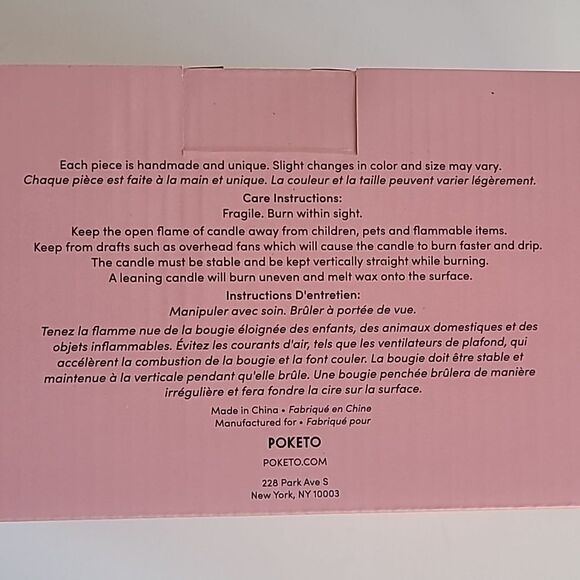 Each piece is handmade and unique. Slight changes in color and size may vary.
Chaque pièce est faite à la main et unique. La couleur et la taille peuvent varier légèrement.
Care Instructions:
Fragile. Burn within sight.
Keep the open flame of candle away from children, pets and flammable items.
Keep from drafts such as overhead fans which will cause the candle to burn faster and drip.
The candle must be stable and be kept vertically straight while burning.
A leaning candle will burn uneven and melt wax onto the surface.
Instructions D'entretien:
Manipuler avec soin. Brûler à portée de vue.
Tenez la flamme nue de la bougie éloignée des enfants, des animaux domestiques et des
objets inflammables. Évitez les courants d'air, tels que les ventilateurs de plafond, qui
accélèrent la combustion de la bougie et la font couler. La bougie doit être stable et
maintenue à la verticale pendant qu'elle brûle. Une bougie penchée brûlera de manière
irrégulière et fera fondre la cire sur la surface.
Made in China • Fabriqué en Chine
Manufactured for • Fabriqué pour
POKETO
POKETO.COM
228 Park Ave S
New York, NY 10003